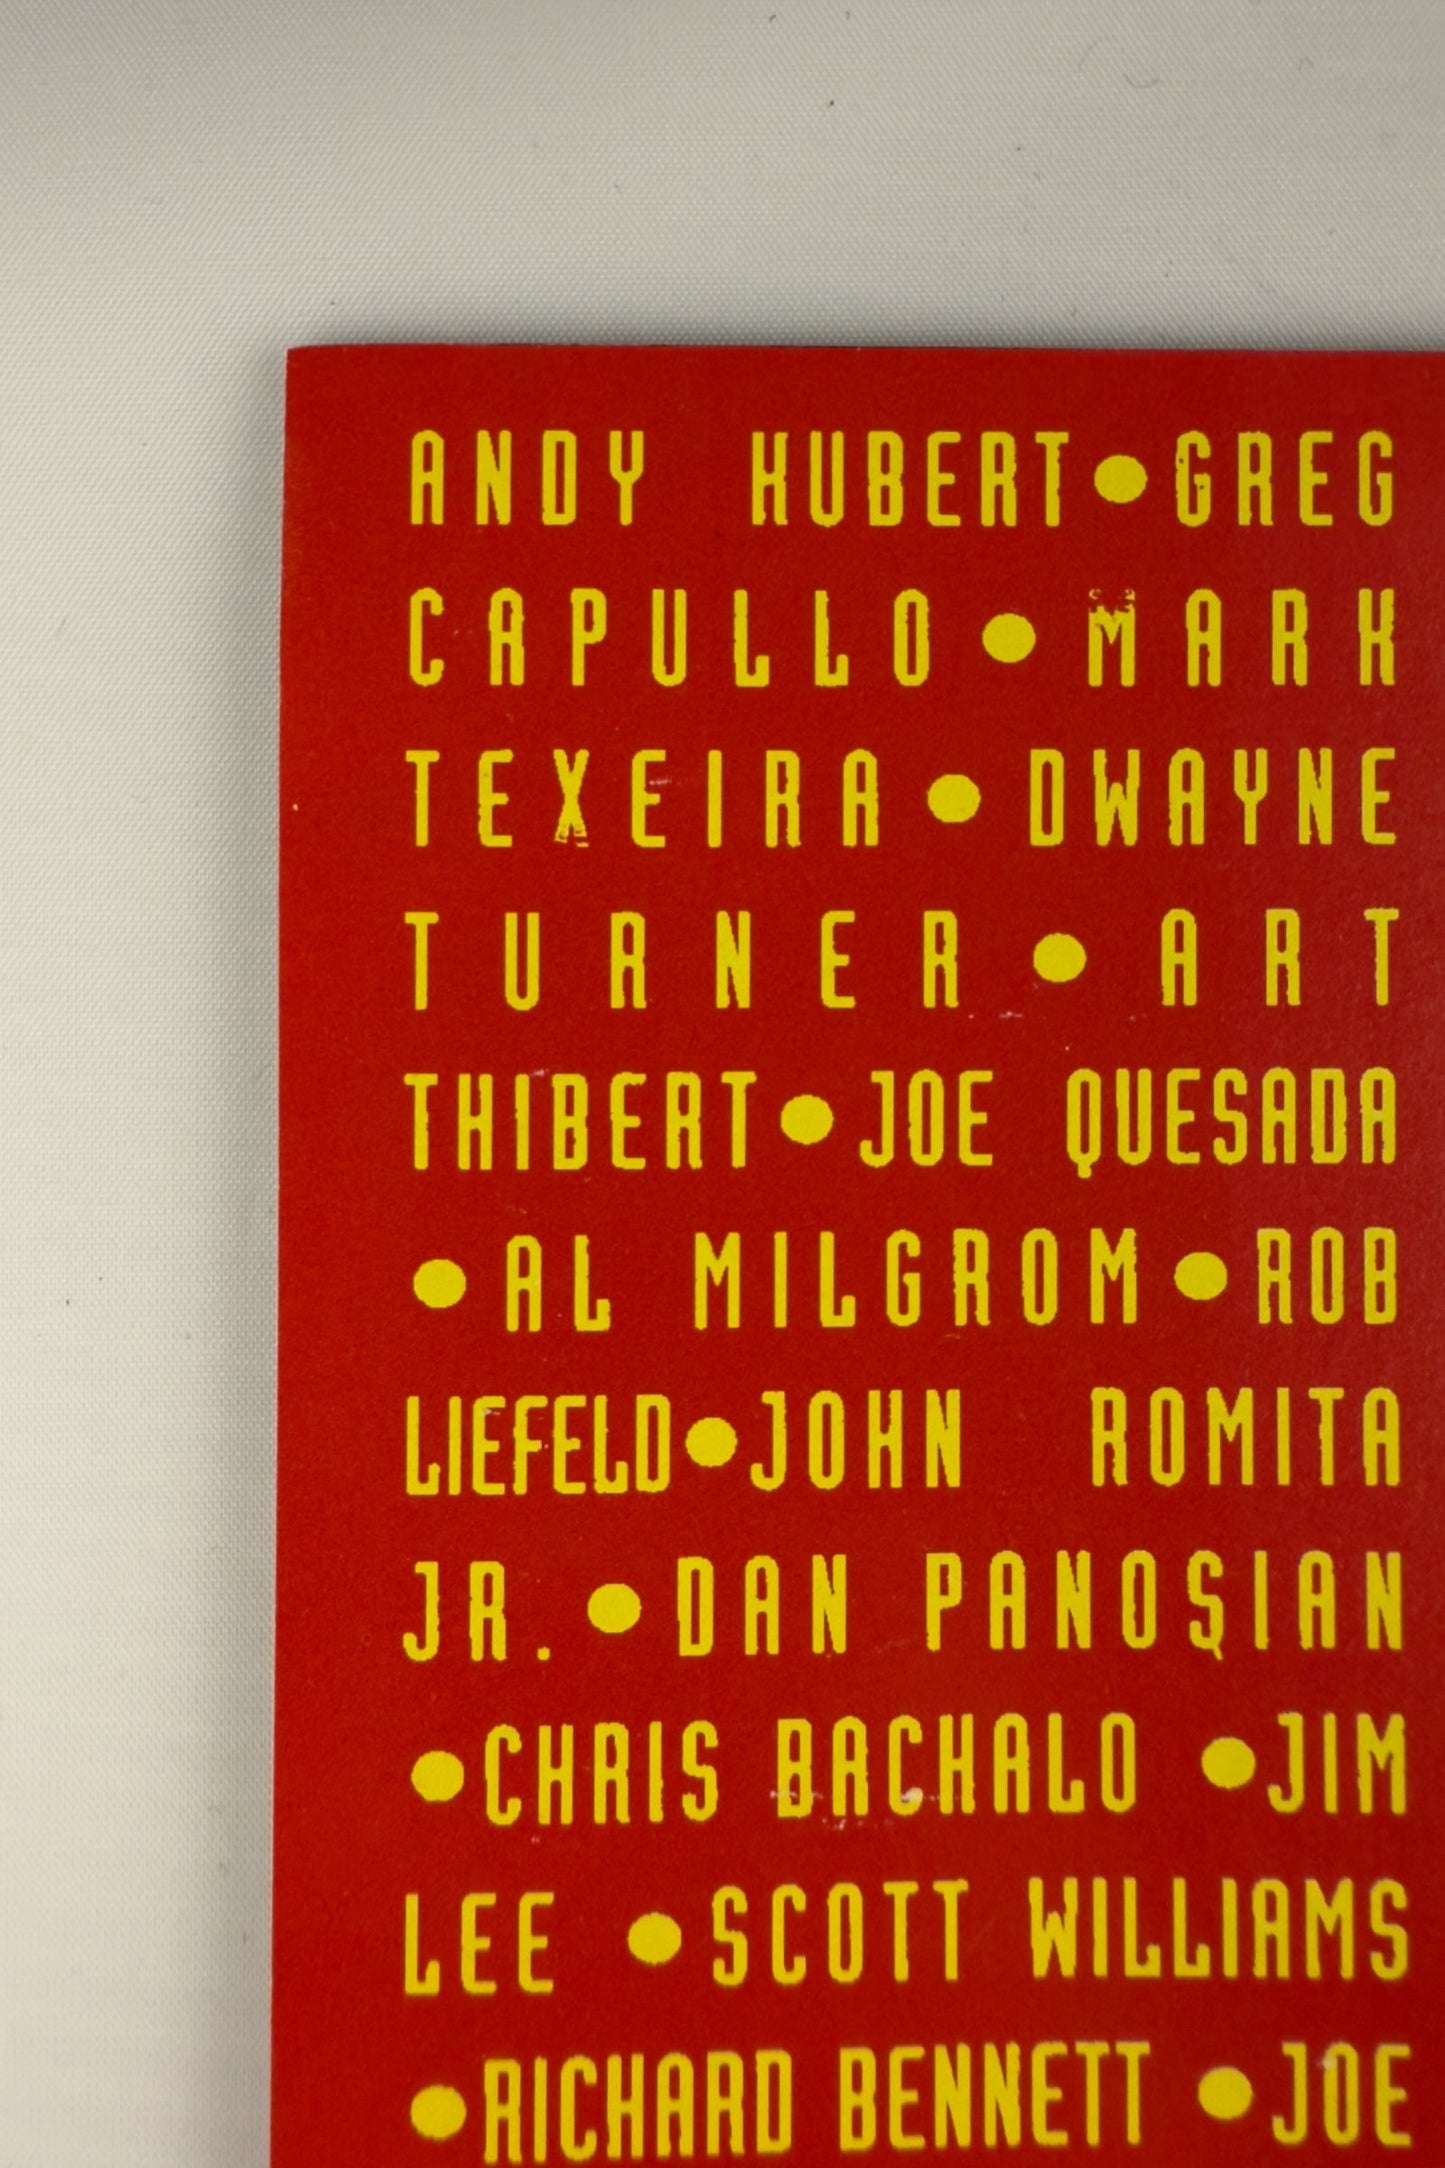 ANDY KUBERT●GREG
CAPULLO●MARK
TEXEIRA●DWAYNE
TURNER●ART
THIBERT●JOE QUESADA
●AL MILGROM●ROB
LIEFELD●JOHN ROMITA
JR.●DAN PANOSIAN
●CHRIS BACHALO ●JIM
LEE ●SCOTT WILLIAMS
●RICHARD BENNETT ●JOE